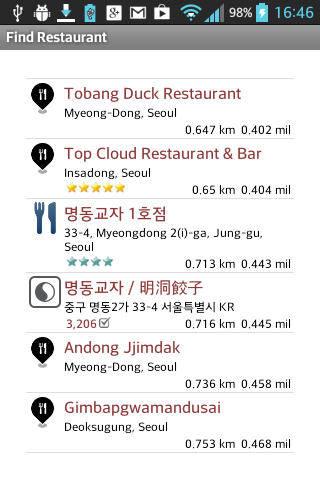 98% 16:46
Find Restaurant
Tobang Duck Restaurant
Myeong-Dong, Seoul
0.647 km 0.402 mil
Top Cloud Restaurant & Bar
Insadong, Seoul
0.65 km 0.404 mil
명동교자 1호점
33-4, Myeongdong 2(i)-ga, Jung-gu,
Seoul
0.713 km 0.443 mil
명동교자 / 明洞餃子
중구 명동2가 33-4 서울특별시 KR
3,206
0.716 km 0.445 mil
Andong Jjimdak
Myeong-Dong, Seoul
0.736 km 0.458 mil
Gimbapgwamandusai
Deoksugung, Seoul
0.753 km 0.468 mil